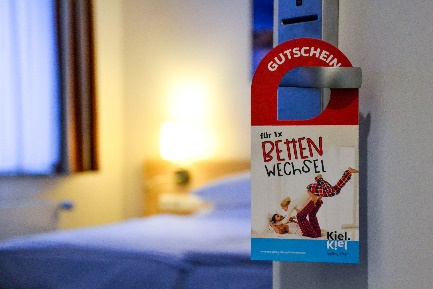 GUTSCHEIN
für 1x
BETTEN
WECHSEL
Kiel.
Kiel